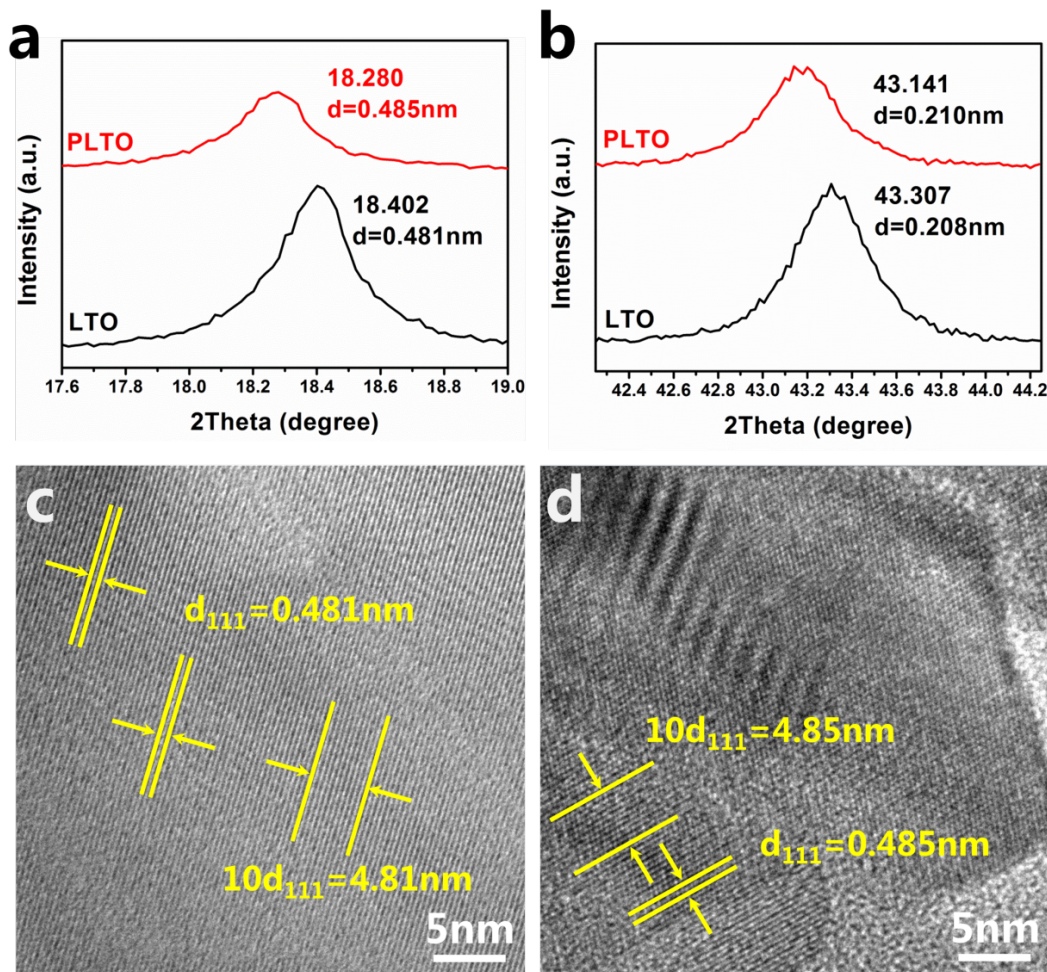 a
18.280
d=0.485nm
PLTO
18.402
d=0.481nm
LTO
Intensity (a.u.)
17.6 17.8 18.0 18.2 18.4 18.6 18.8 19.0
2Theta (degree)
b
43.141
d=0.210nm
PLTO
43.307
d=0.208nm
LTO
Intensity (a.u.)
42.4 42.6 42.8 43.0 43.2 43.4 43.6 43.8 44.0 44.2
2Theta (degree)
c
d₁₁₁=0.481nm
10d₁₁₁=4.81nm
5nm
d
10d₁₁₁=4.85nm
d₁₁₁=0.485nm
5nm